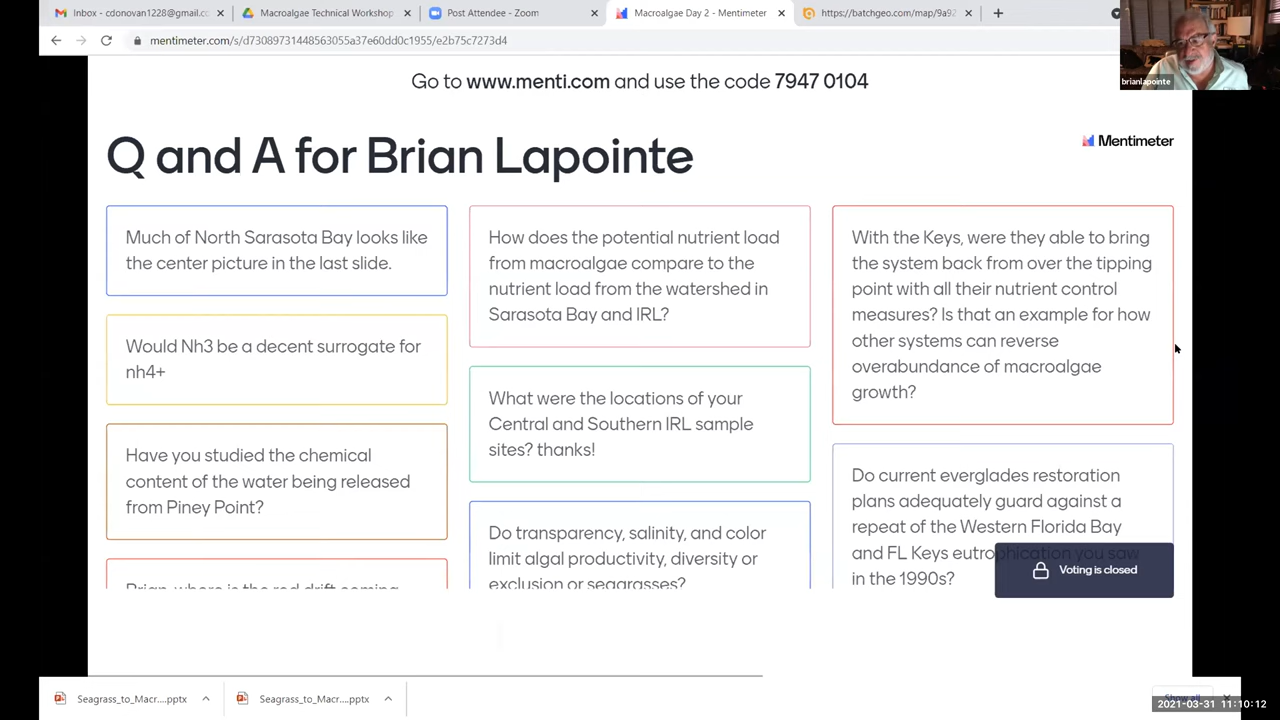 Inbox - cdonovan1228@gmail.co
Macroalgae Technical Workshop
Post Attendee - Zoom
Macroalgae Day 2 - Mentimeter
https://batchgeo.com/map/9a9
mentimeter.com/s/d73089731448563055a37e60dd0c1955/e2b75c7273d4
brianlapointe
Go to www.menti.com and use the code 7947 0104
Q and A for Brian Lapointe
Mentimeter
Much of North Sarasota Bay looks like
the center picture in the last slide.
Would Nh3 be a decent surrogate for
nh4+
Have you studied the chemical
content of the water being released
from Piney Point?
Brian, where is the red drift coming
How does the potential nutrient load
from macroalgae compare to the
nutrient load from the watershed in
Sarasota Bay and IRL?
What were the locations of your
Central and Southern IRL sample
sites? thanks!
Do transparency, salinity, and color
limit algal productivity, diversity or
exclusion or seagrasses?
With the Keys, were they able to bring
the system back from over the tipping
point with all their nutrient control
measures? Is that an example for how
other systems can reverse
overabundance of macroalgae
growth?
Do current everglades restoration
plans adequately guard against a
repeat of the Western Florida Bay
and FL Keys eutrophication you saw
in the 1990s?
Voting is closed
Seagrass_to_Macr....pptx
Seagrass_to_Macr....pptx
Show all
2021-03-31 11:10:12